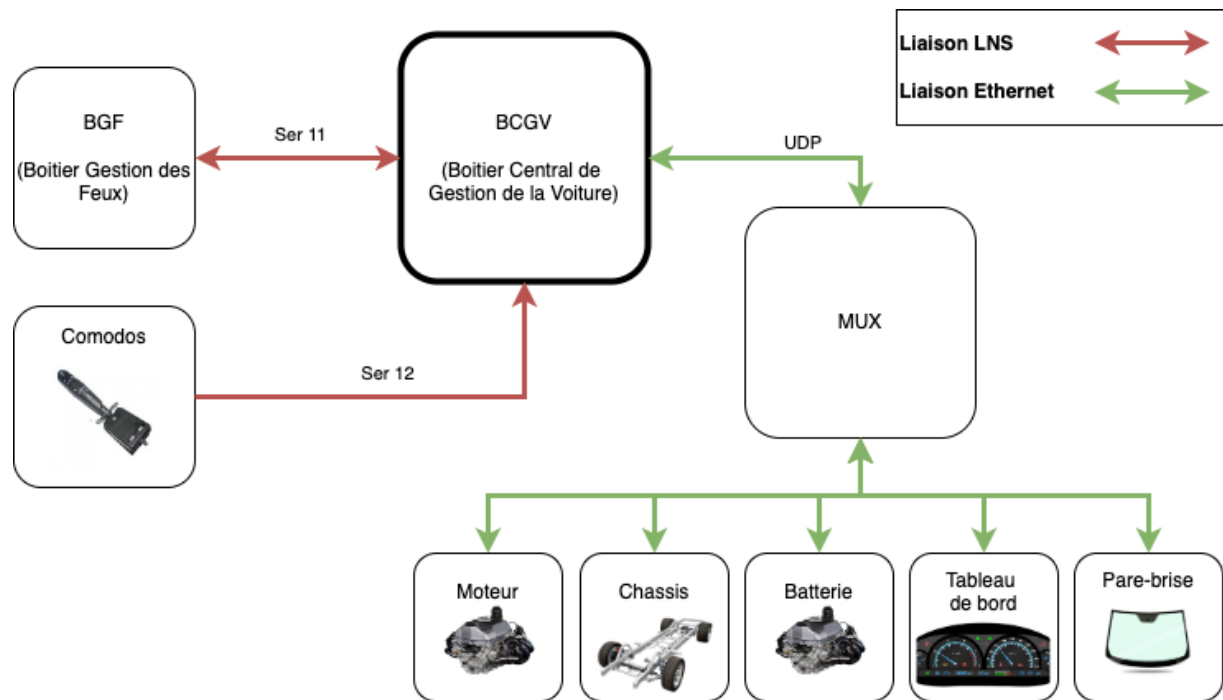 Liaison LNS
Liaison Ethernet
BGF
(Boitier Gestion des
Feux)
Ser 11
BCGV
(Boitier Central de
Gestion de la Voiture)
UDP
MUX
Comodos
Ser 12
Moteur
Chassis
Batterie
Tableau
de bord
Pare-brise